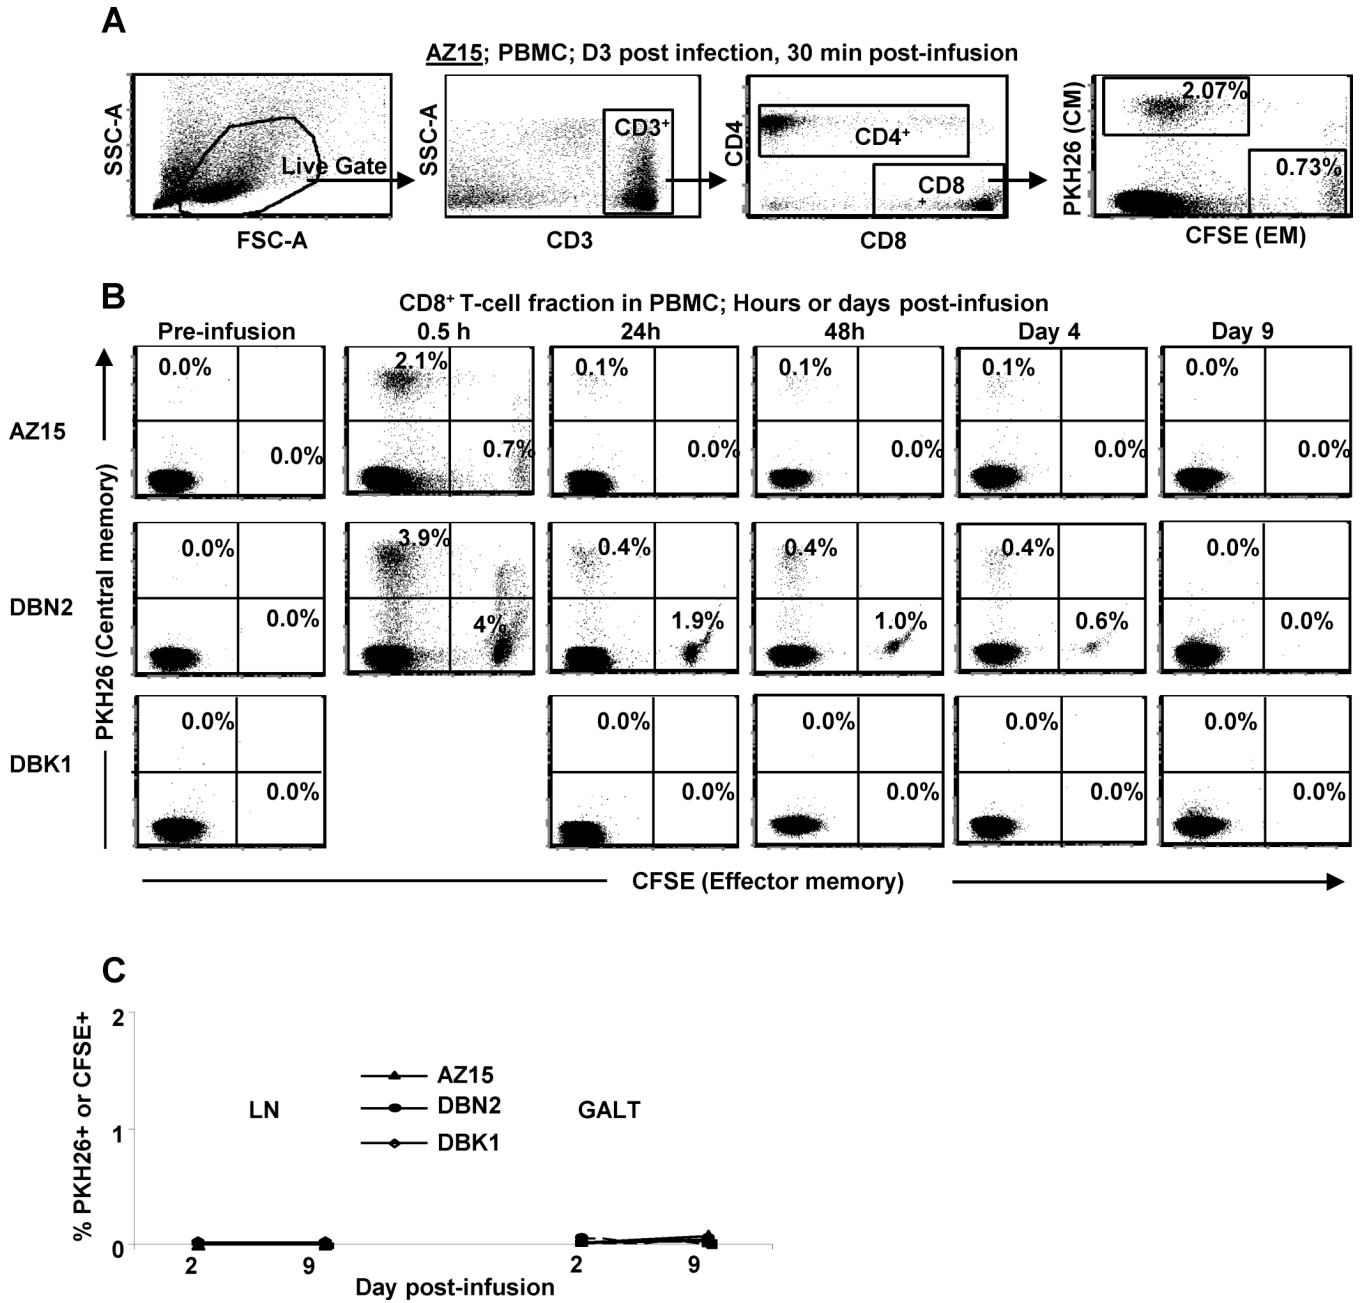 A
AZ15; PBMC; D3 post infection, 30 min post-infusion
SSC-A
Live Gate
FSC-A
SSC-A
CD3+
CD3
CD4
CD4+
CD8
+
CD8
PKH26 (CM)
2.07%
0.73%
CFSE (EM)
B
CD8+ T-cell fraction in PBMC; Hours or days post-infusion
Pre-infusion 0.5 h 24h 48h Day 4 Day 9
PKH26 (Central memory)
AZ15
0.0% 2.1% 0.1% 0.1% 0.1% 0.0%
0.0% 0.7% 0.0% 0.0% 0.0% 0.0%
DBN2
0.0% 3.9% 0.4% 0.4% 0.4% 0.0%
0.0% 4% 1.9% 1.0% 0.6% 0.0%
DBK1
0.0% 0.0% 0.0% 0.0% 0.0%
0.0% 0.0% 0.0% 0.0% 0.0%
CFSE (Effector memory)
C
% PKH26+ or CFSE+
2
1
0
LN
AZ15
DBN2
DBK1
GALT
2 9 2 9
Day post-infusion